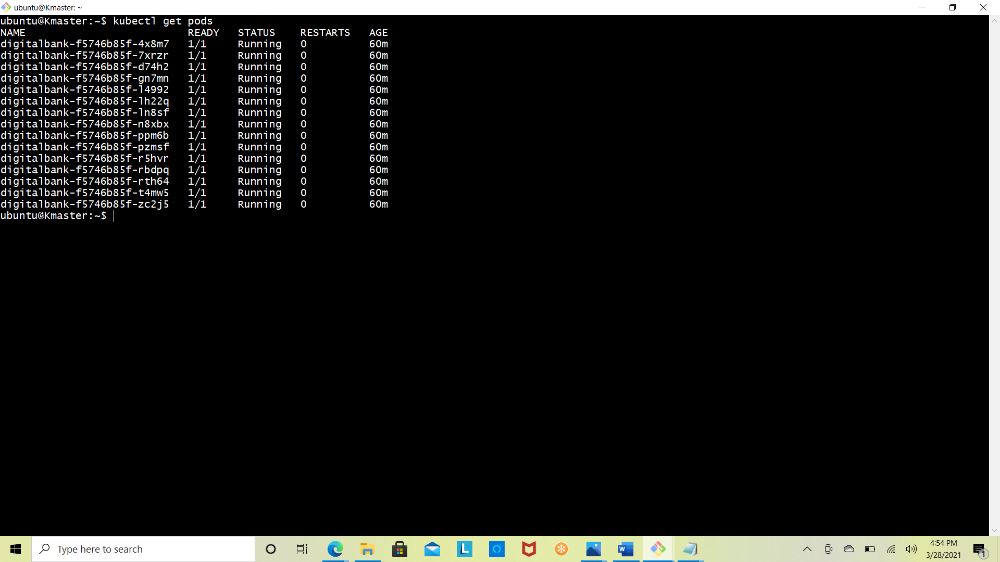 ubuntu@Kmaster: ~
ubuntu@Kmaster:~$ kubectl get pods
NAME READY STATUS RESTARTS AGE
digitalbank-f5746b85f-4x8m7 1/1 Running 0 60m
digitalbank-f5746b85f-7xrzr 1/1 Running 0 60m
digitalbank-f5746b85f-d74h2 1/1 Running 0 60m
digitalbank-f5746b85f-gn7mn 1/1 Running 0 60m
digitalbank-f5746b85f-l4992 1/1 Running 0 60m
digitalbank-f5746b85f-lh22q 1/1 Running 0 60m
digitalbank-f5746b85f-ln8sf 1/1 Running 0 60m
digitalbank-f5746b85f-n8xbx 1/1 Running 0 60m
digitalbank-f5746b85f-ppm6b 1/1 Running 0 60m
digitalbank-f5746b85f-pzmsf 1/1 Running 0 60m
digitalbank-f5746b85f-r5hvr 1/1 Running 0 60m
digitalbank-f5746b85f-rbdpq 1/1 Running 0 60m
digitalbank-f5746b85f-rth64 1/1 Running 0 60m
digitalbank-f5746b85f-t4mw5 1/1 Running 0 60m
digitalbank-f5746b85f-zc2j5 1/1 Running 0 60m
ubuntu@Kmaster:~$
Type here to search
L
W
4:54 PM
3/28/2021
1